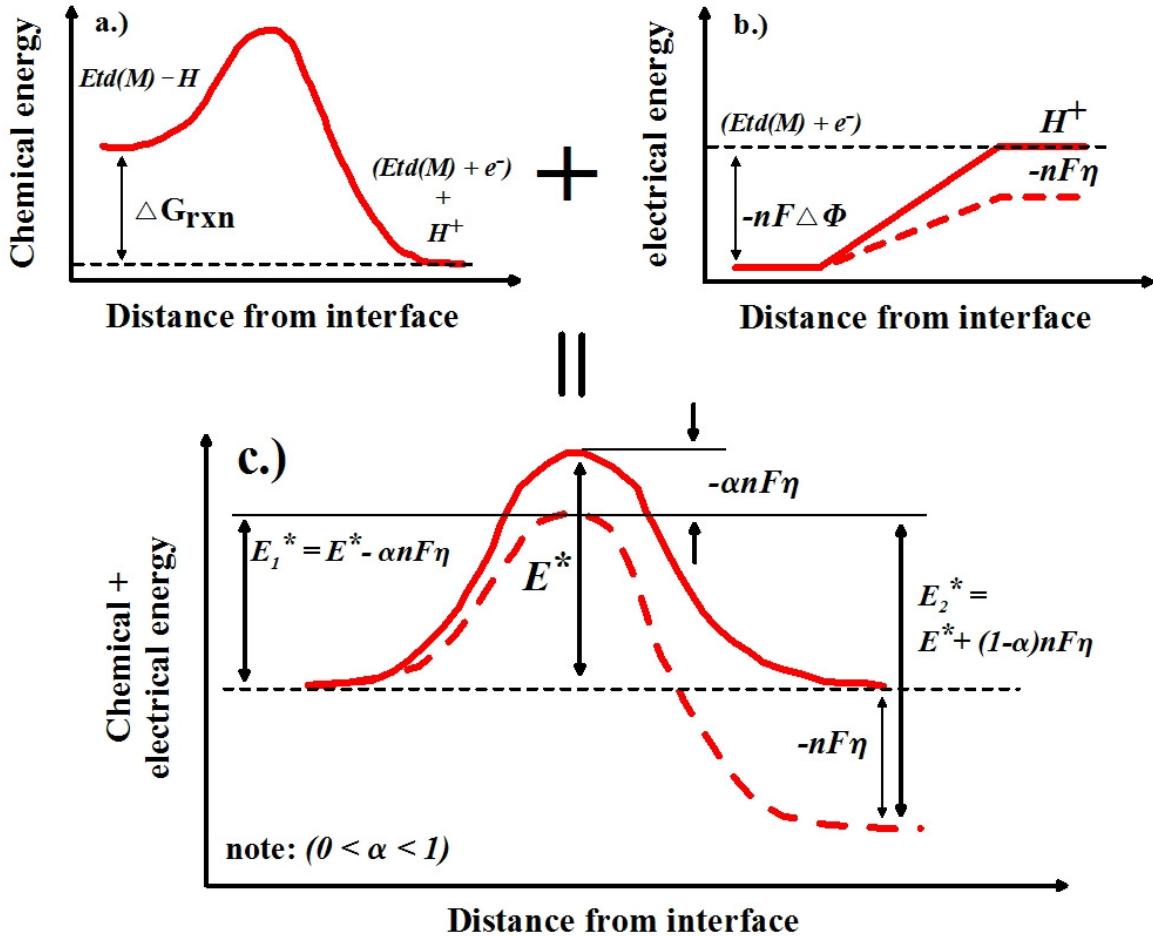 a.)
Chemical energy
Etd(M) – H
△G_rxn
(Etd(M) + e⁻)
+
H⁺
Distance from interface
+
b.)
electrical energy
(Etd(M) + e⁻)
H⁺
-nFη
-nF△Φ
Distance from interface
=
c.)
Chemical +
electrical energy
E₁* = E* - αnFη
E*
-αnFη
E₂* =
E* + (1-α)nFη
-nFη
note: (0 < α < 1)
Distance from interface